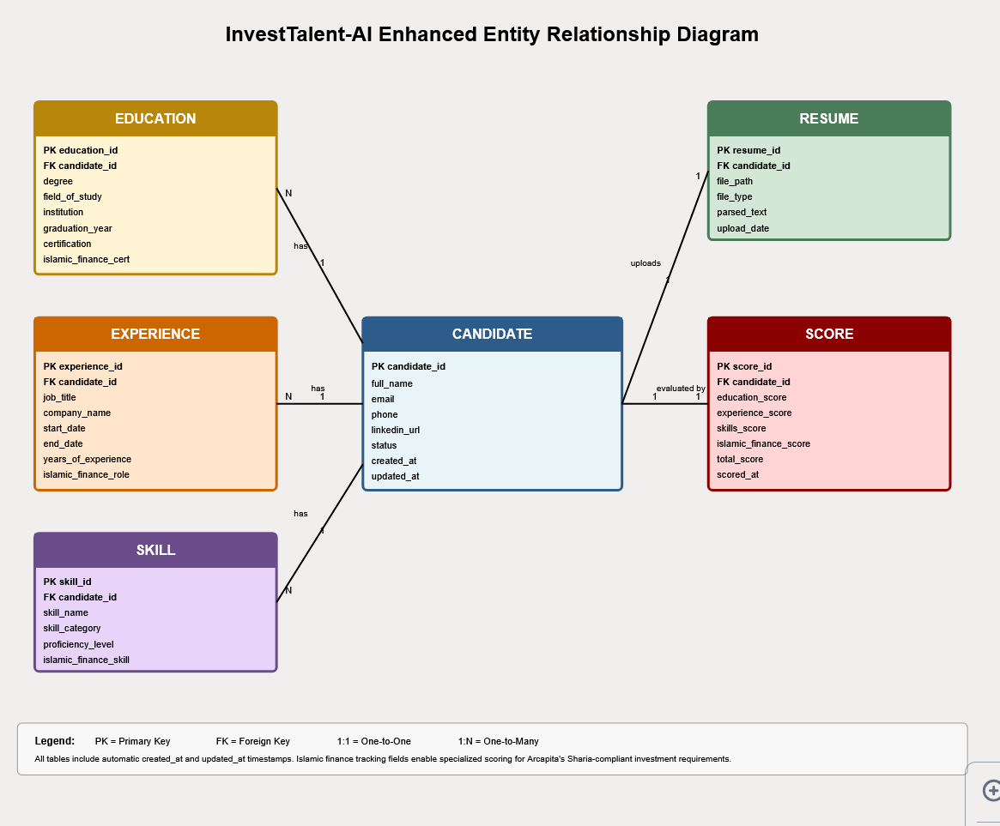 InvestTalent-AI Enhanced Entity Relationship Diagram
EDUCATION
PK education_id
FK candidate_id
degree
field_of_study
institution
graduation_year
certification
islamic_finance_cert
N
has
1
RESUME
PK resume_id
FK candidate_id
file_path
file_type
parsed_text
upload_date
1
uploads
1
EXPERIENCE
PK experience_id
FK candidate_id
job_title
company_name
start_date
end_date
years_of_experience
islamic_finance_role
has
N
1
CANDIDATE
PK candidate_id
full_name
email
phone
linkedin_url
status
created_at
updated_at
evaluated by
1
1
SCORE
PK score_id
FK candidate_id
education_score
experience_score
skills_score
islamic_finance_score
total_score
scored_at
has
1
N
SKILL
PK skill_id
FK candidate_id
skill_name
skill_category
proficiency_level
islamic_finance_skill
Legend: PK = Primary Key FK = Foreign Key 1:1 = One-to-One 1:N = One-to-Many
All tables include automatic created_at and updated_at timestamps. Islamic finance tracking fields enable specialized scoring for Arcapita's Sharia-compliant investment requirements.